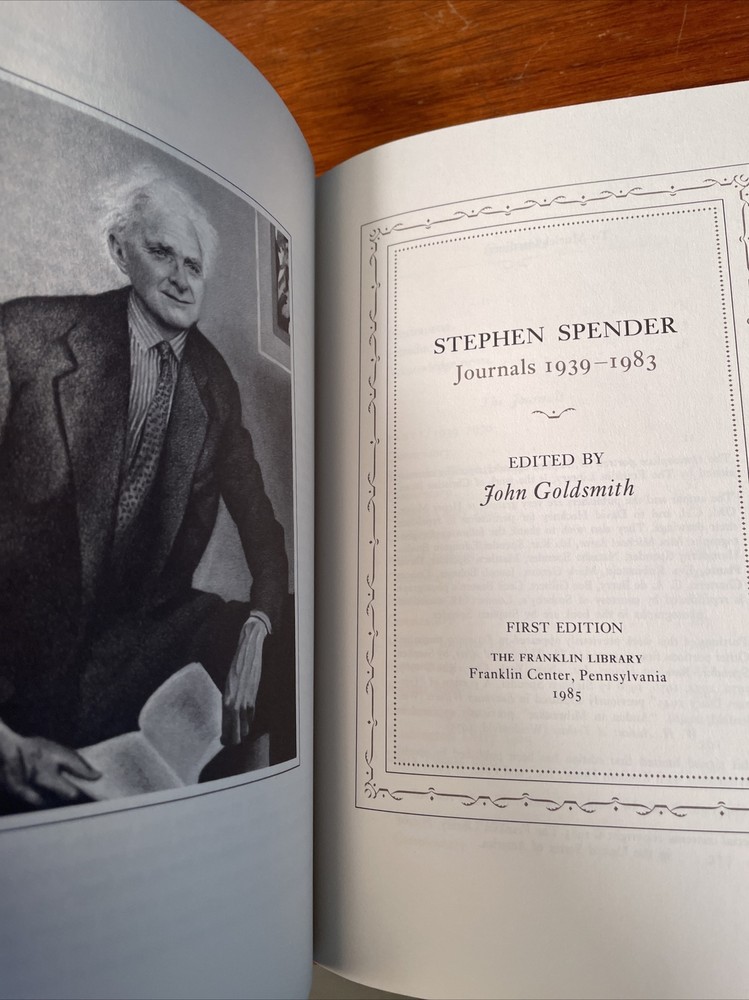 STEPHEN SPENDER
Journals 1939–1983
EDITED BY
John Goldsmith
FIRST EDITION
THE FRANKLIN LIBRARY
Franklin Center, Pennsylvania
1985